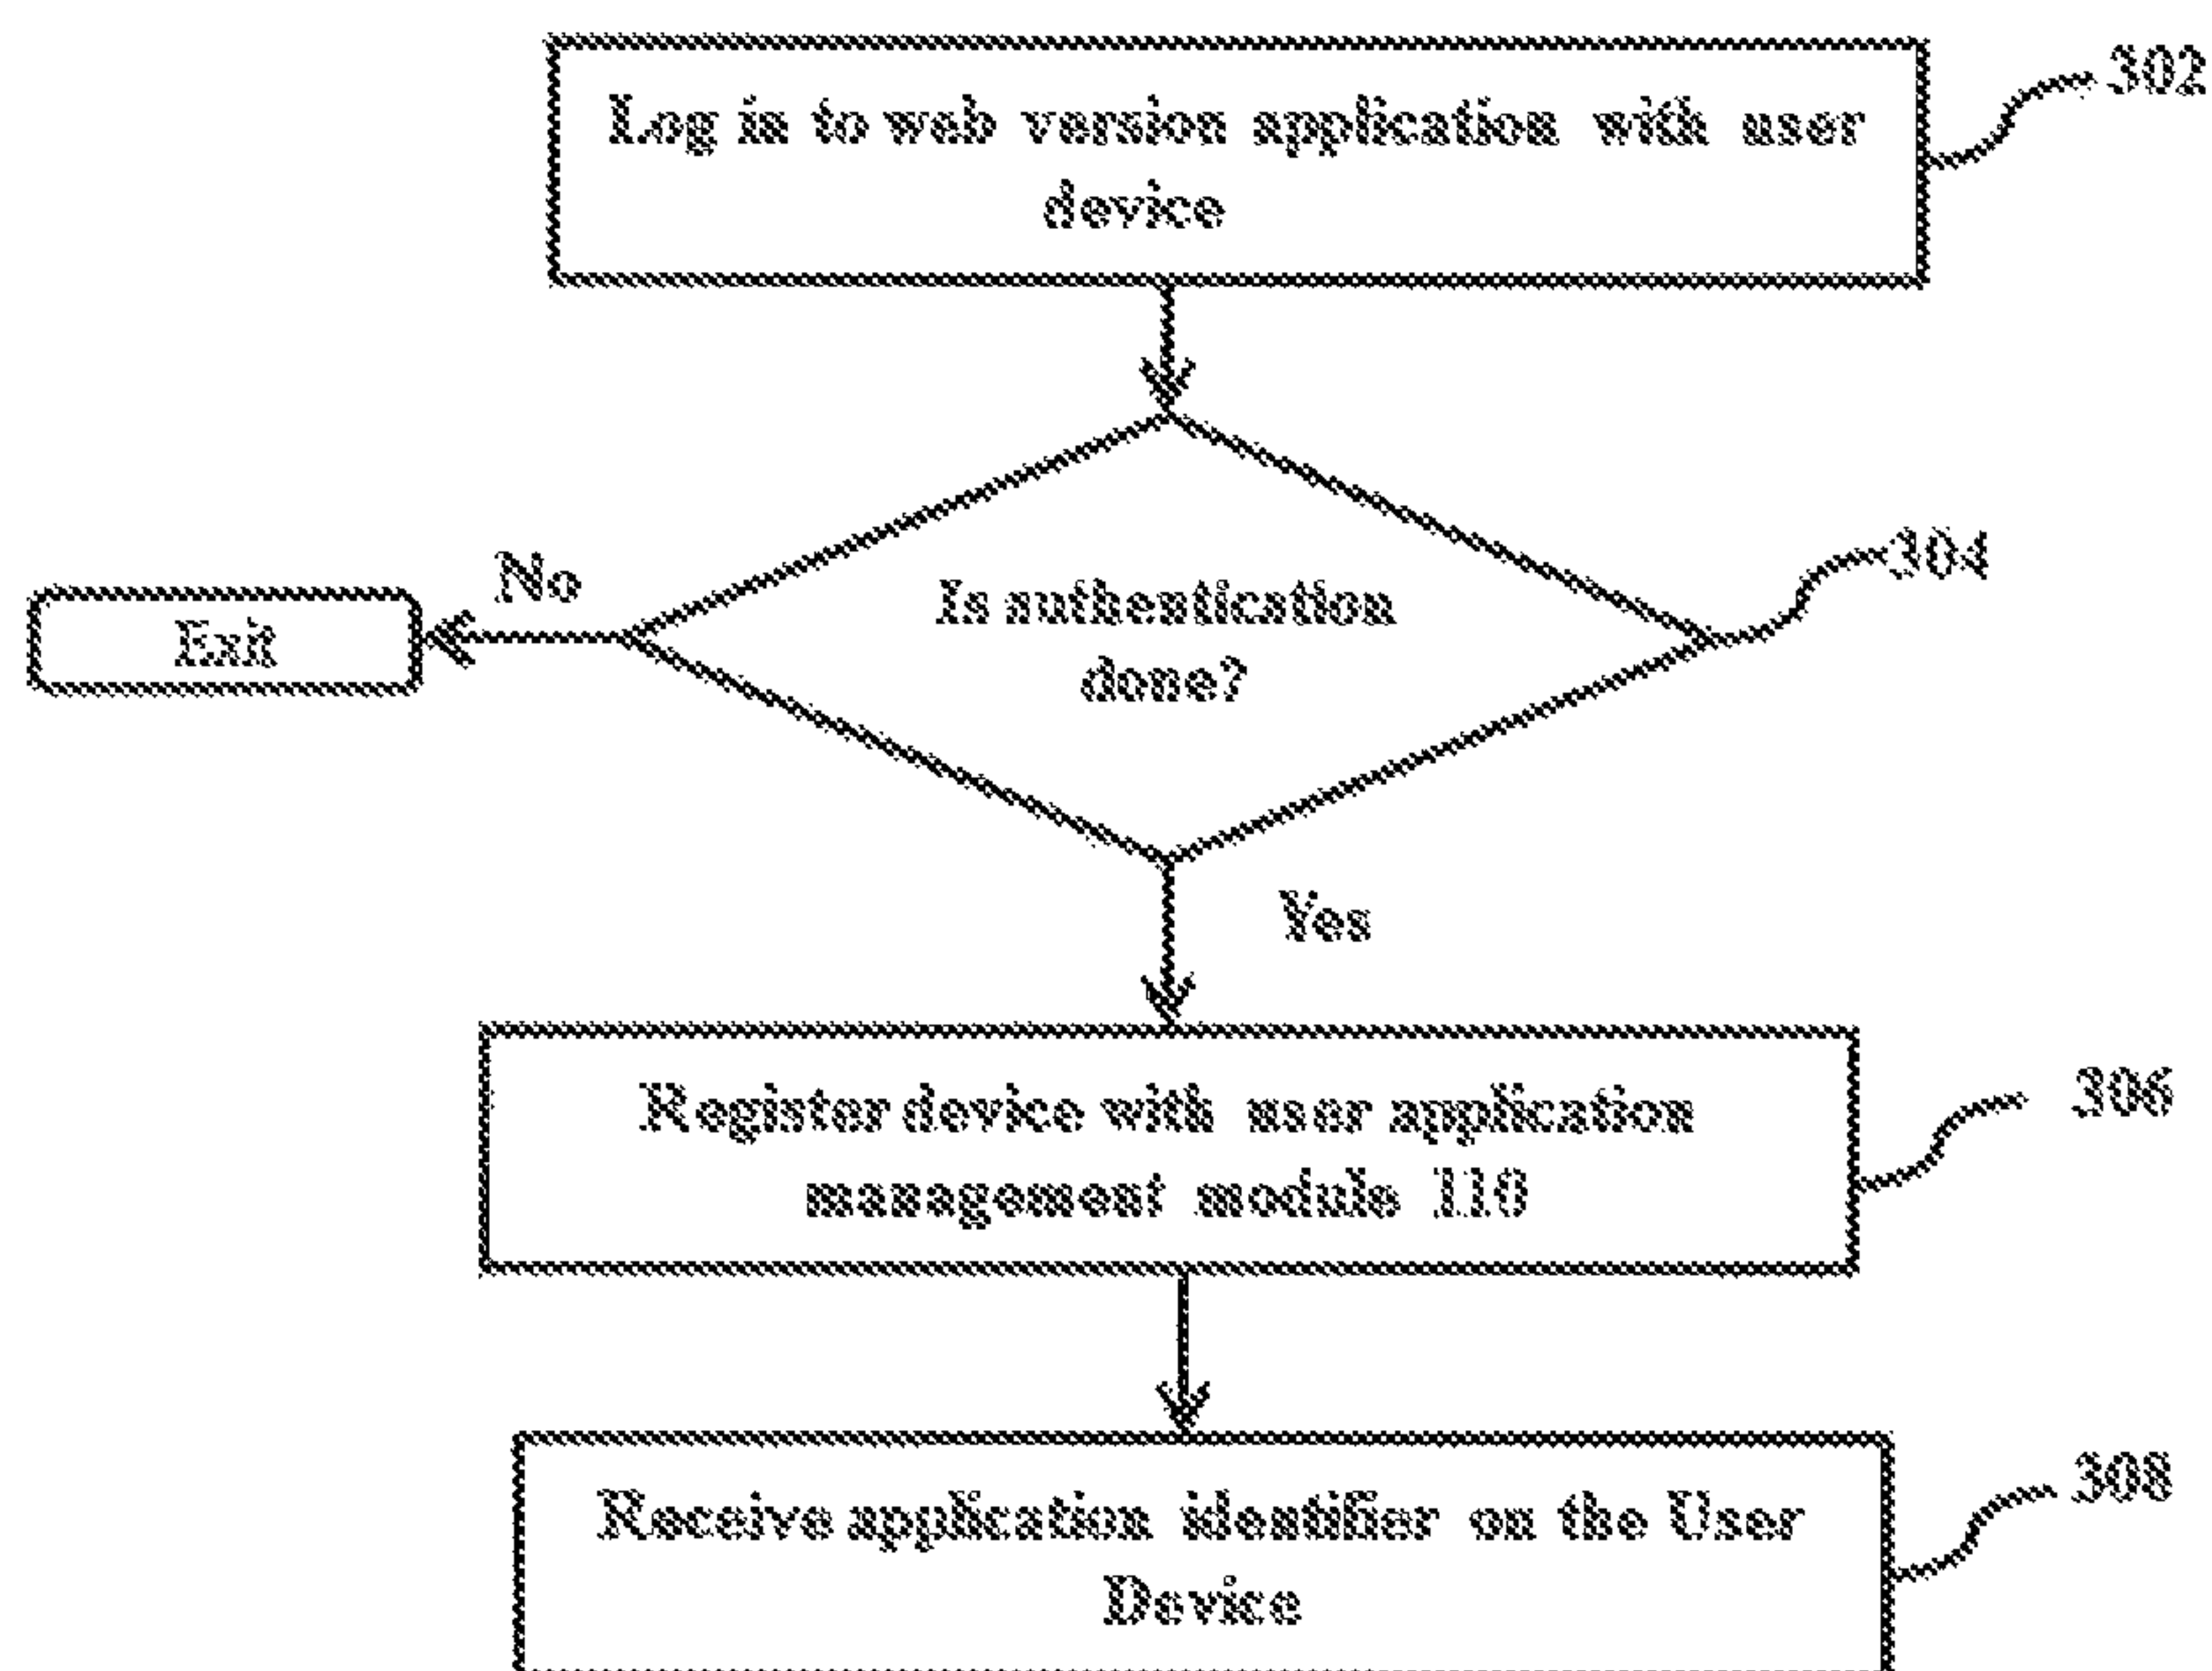 Log in to web version application with user
device
302
Is authentication
done?
304
No
Exit
Yes
Register device with user application
management module 110
306
Receive application identifier on the User
Device
308